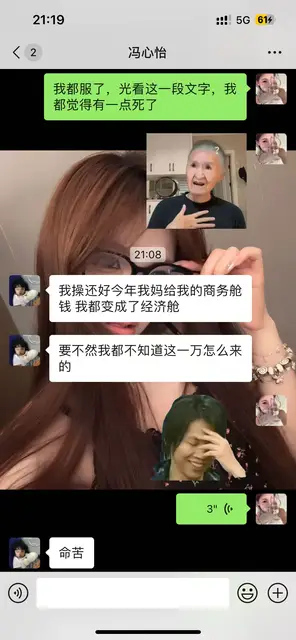 21:19
5G
61
2
冯心怡
我都服了，光看这一段文字，我
都觉得有一点死了
?
21:08
我操还好今年我妈给我的商务舱
钱 我都变成了经济舱
要不然我都不知道这一万怎么来
的
3"
命苦